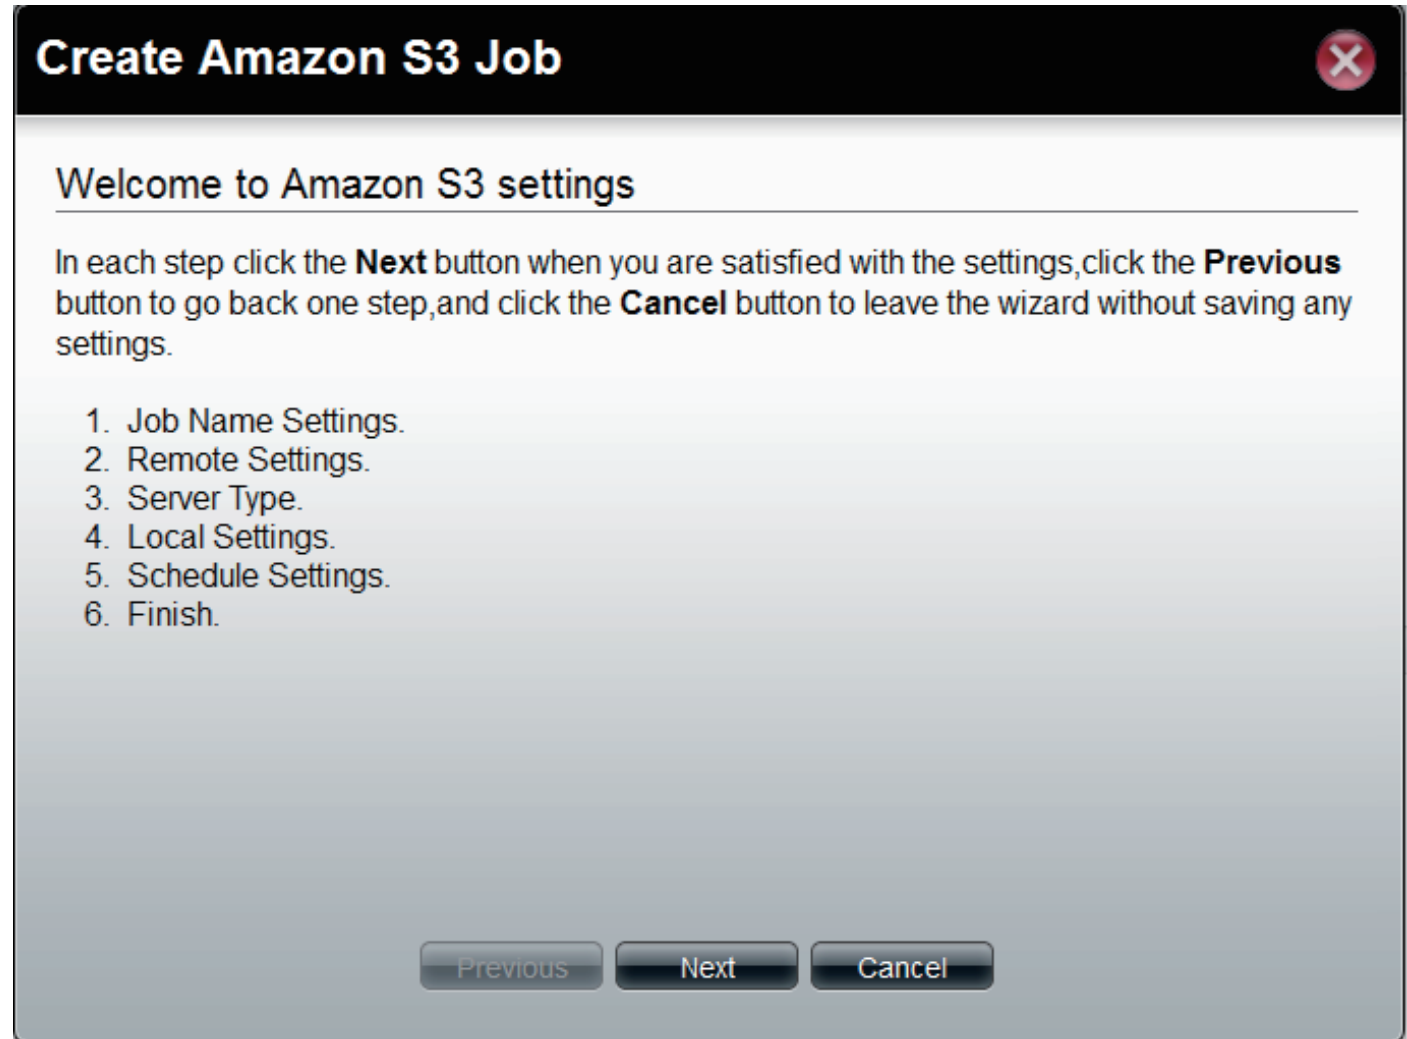 Create Amazon S3 Job
Welcome to Amazon S3 settings
In each step click the Next button when you are satisfied with the settings,click the Previous
button to go back one step,and click the Cancel button to leave the wizard without saving any
settings.
1. Job Name Settings.
2. Remote Settings.
3. Server Type.
4. Local Settings.
5. Schedule Settings.
6. Finish.
Previous Next Cancel